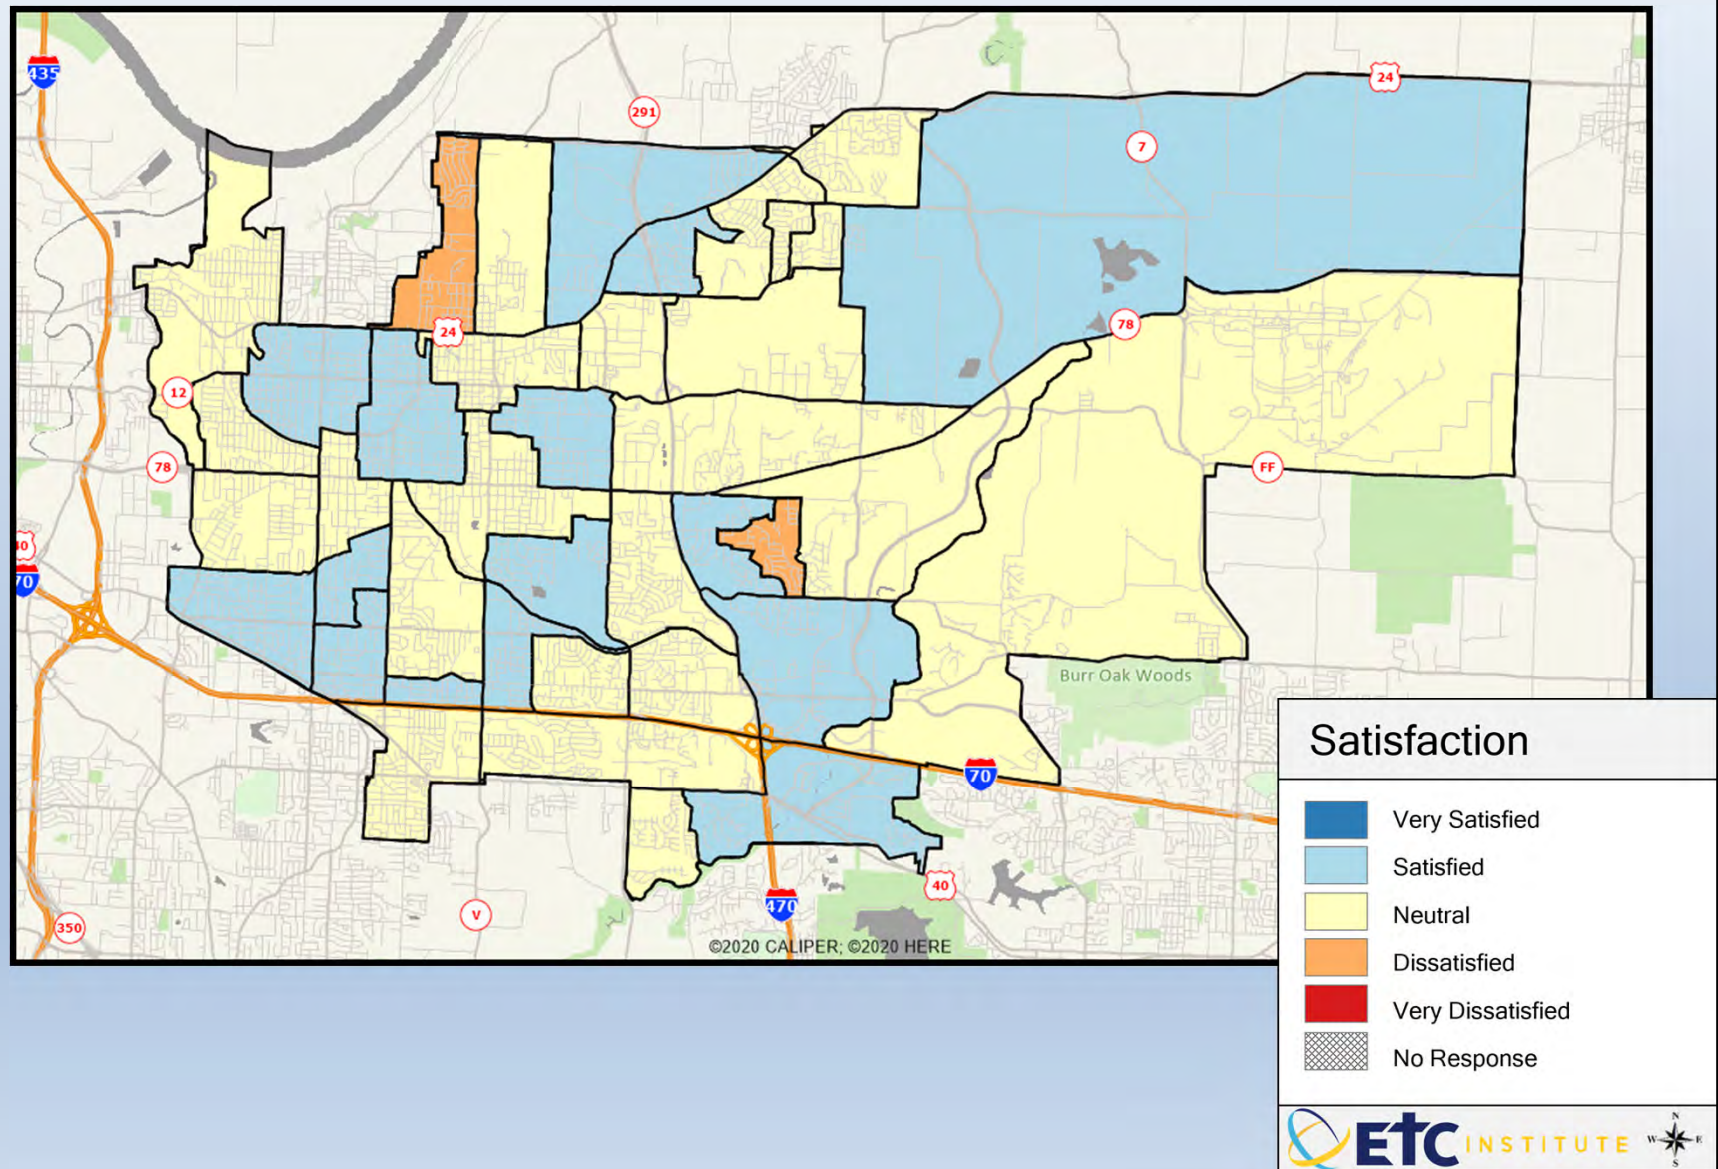 435
24
291
7
24
78
12
78
FF
40
70
Burr Oak Woods
70
40
470
V
350
©2020 CALIPER; ©2020 HERE
Satisfaction
Very Satisfied
Satisfied
Neutral
Dissatisfied
Very Dissatisfied
No Response
ETC INSTITUTE
N
W E
S